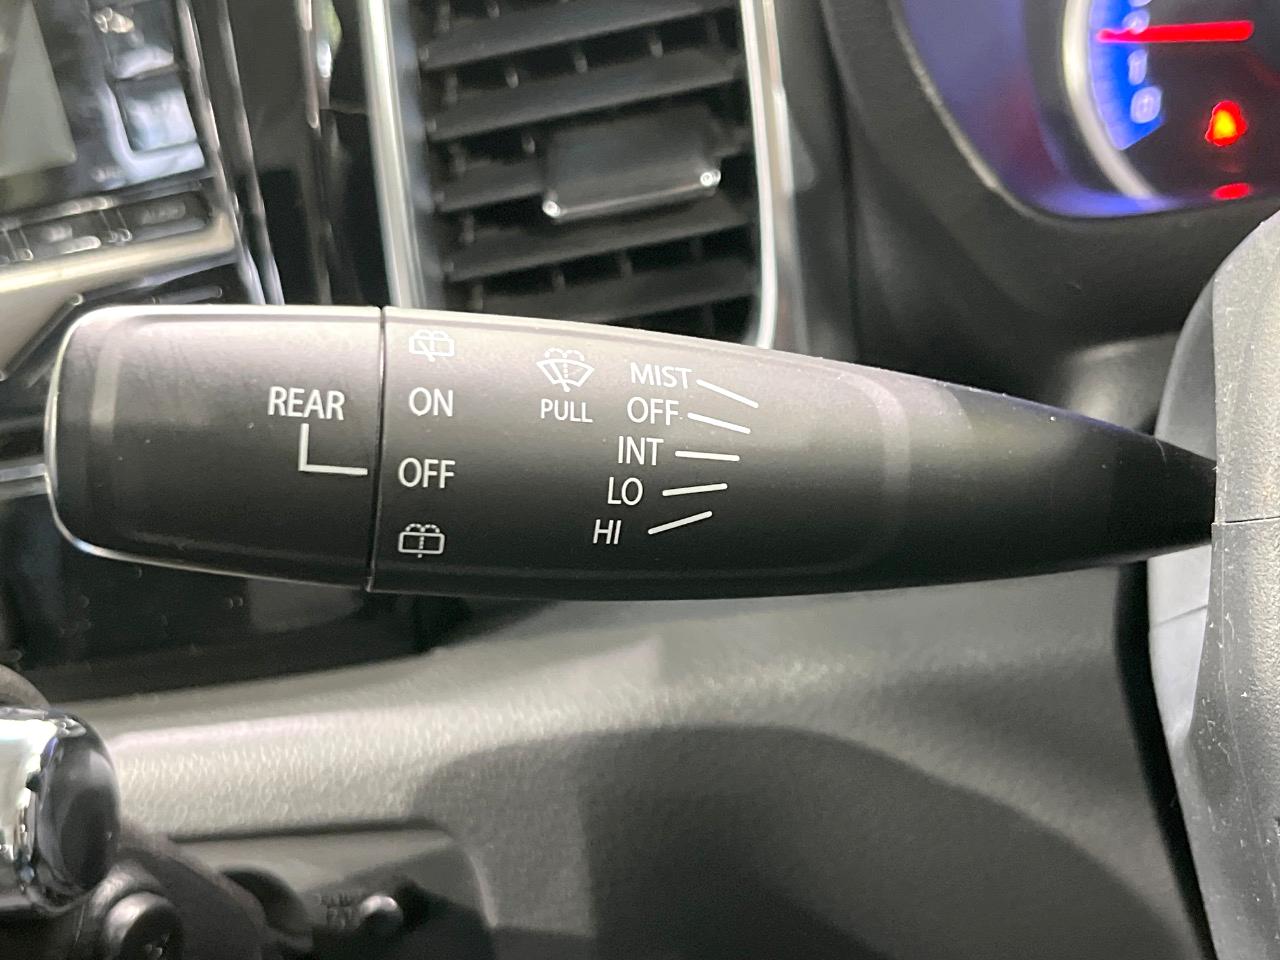 REAR
ON
OFF
PULL
MIST
OFF
INT
LO
HI